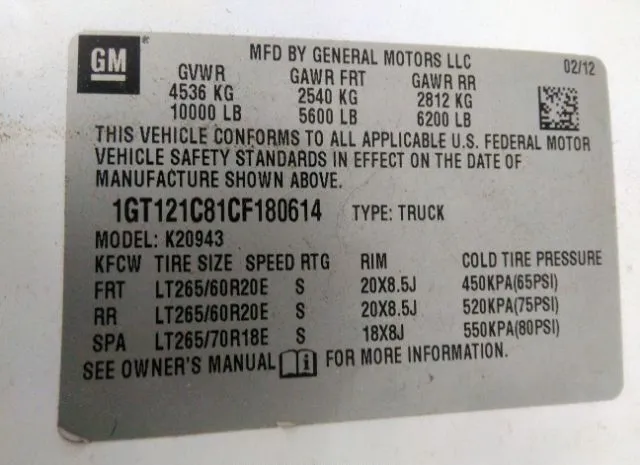 GM MFD BY GENERAL MOTORS LLC 02/12
GVWR GAWR FRT GAWR RR
4536 KG 2540 KG 2812 KG
10000 LB 5600 LB 6200 LB
THIS VEHICLE CONFORMS TO ALL APPLICABLE U.S. FEDERAL MOTOR
VEHICLE SAFETY STANDARDS IN EFFECT ON THE DATE OF
MANUFACTURE SHOWN ABOVE.
1GT121C81CF180614 TYPE: TRUCK
MODEL: K20943
KFCW TIRE SIZE SPEED RTG RIM COLD TIRE PRESSURE
FRT LT265/60R20E S 20X8.5J 450KPA(65PSI)
RR LT265/60R20E S 20X8.5J 520KPA(75PSI)
SPA LT265/70R18E S 18X8J 550KPA(80PSI)
SEE OWNER'S MANUAL i FOR MORE INFORMATION.